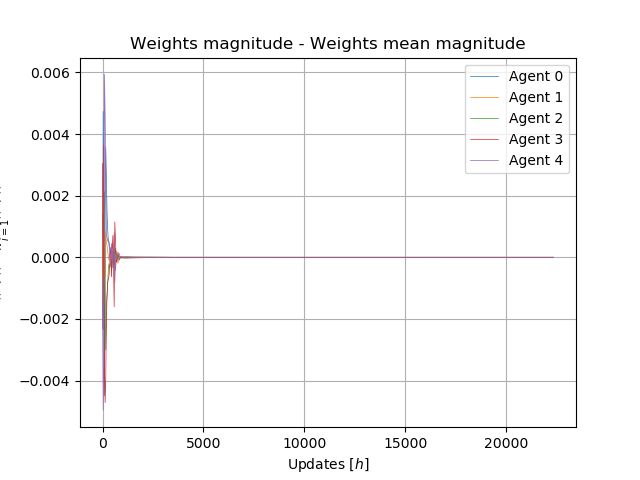 Weights magnitude - Weights mean magnitude
0.006
0.004
0.002
0.000
−0.002
−0.004
0
5000
10000
15000
20000
Updates [h]
Agent 0
Agent 1
Agent 2
Agent 3
Agent 4